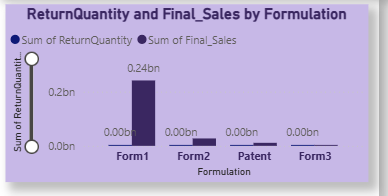 ReturnQuantity and Final_Sales by Formulation
Sum of ReturnQuantity Sum of Final_Sales
Sum of ReturnQuantit...
0.24bn
0.2bn
0.00bn 0.00bn 0.00bn 0.00bn
0.0bn
Form1 Form2 Patent Form3
Formulation